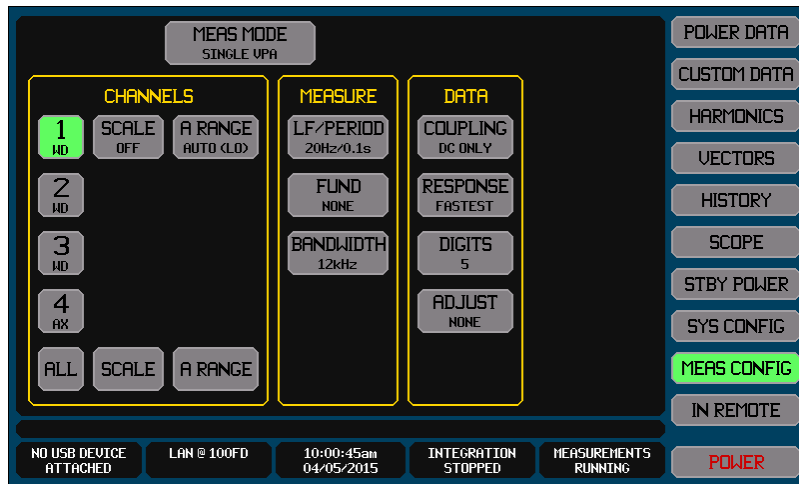 MEAS MODE
SINGLE VPA
CHANNELS
1
WD
SCALE
OFF
A RANGE
AUTO (LO)
2
WD
3
WD
4
AX
ALL
SCALE
A RANGE
MEASURE
LF/PERIOD
20Hz/0.1s
FUND
NONE
BANDWIDTH
12kHz
DATA
COUPLING
DC ONLY
RESPONSE
FASTEST
DIGITS
5
ADJUST
NONE
POWER DATA
CUSTOM DATA
HARMONICS
VECTORS
HISTORY
SCOPE
STBY POWER
SYS CONFIG
MEAS CONFIG
IN REMOTE
POWER
NO USB DEVICE
ATTACHED
LAN @ 100FD
10:00:45am
04/05/2015
INTEGRATION
STOPPED
MEASUREMENTS
RUNNING